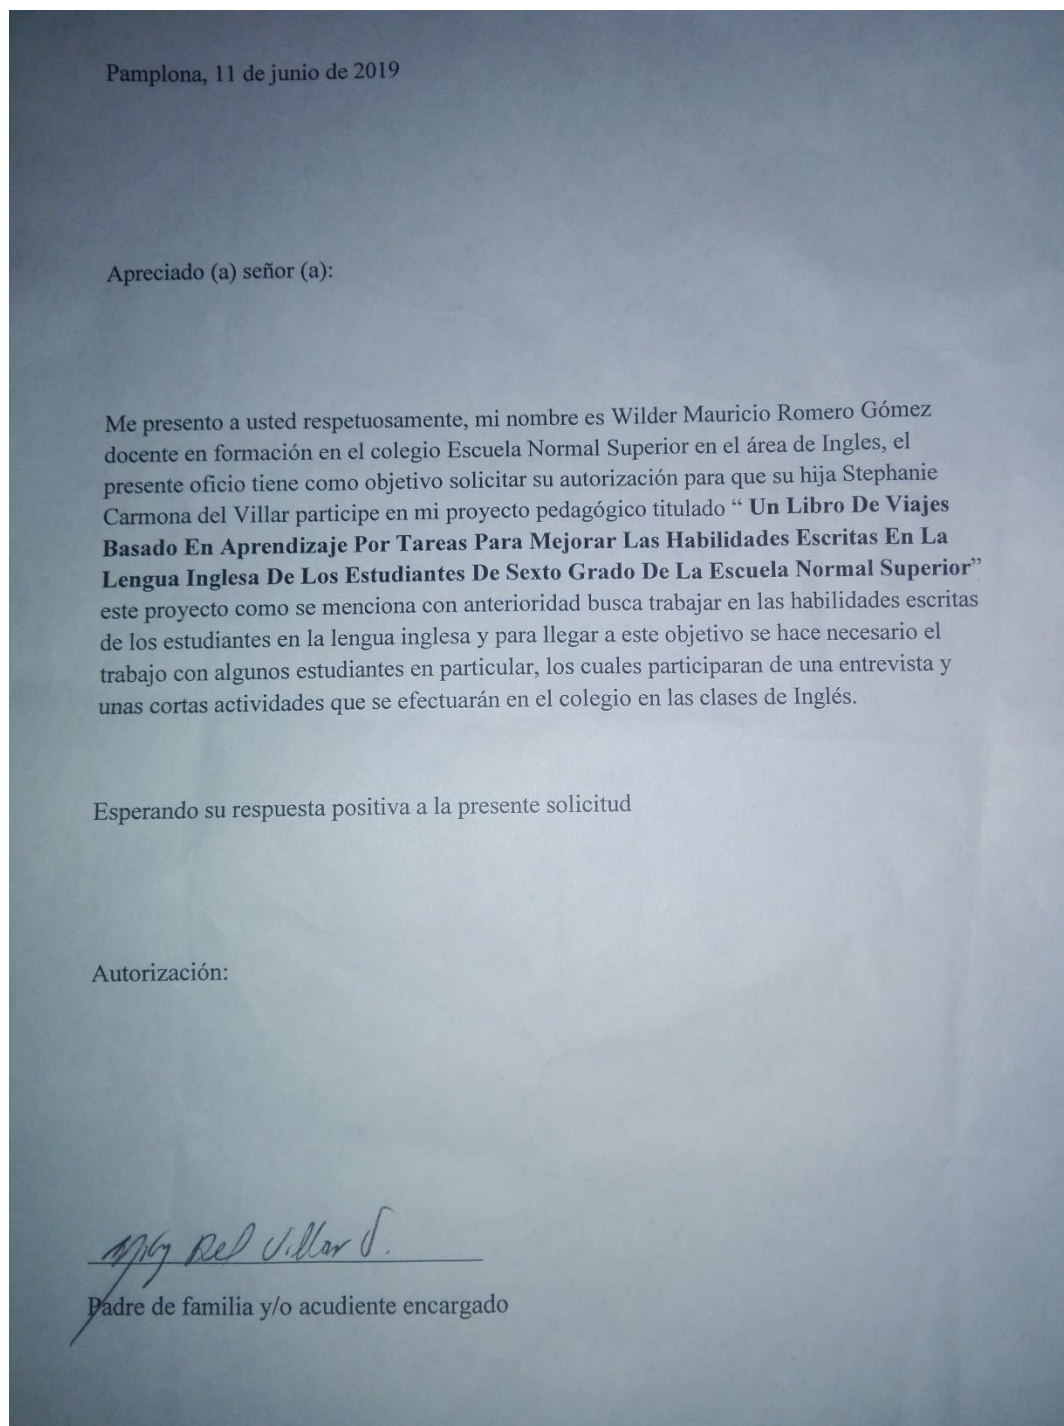 Pamplona, 11 de junio de 2019
Apreciado (a) señor (a):
Me presento a usted respetuosamente, mi nombre es Wilder Mauricio Romero Gómez
docente en formación en el colegio Escuela Normal Superior en el área de Ingles, el
presente oficio tiene como objetivo solicitar su autorización para que su hija Stephanie
Carmona del Villar participe en mi proyecto pedagógico titulado “ Un Libro De Viajes
Basado En Aprendizaje Por Tareas Para Mejorar Las Habilidades Escritas En La
Lengua Inglesa De Los Estudiantes De Sexto Grado De La Escuela Normal Superior”
este proyecto como se menciona con anterioridad busca trabajar en las habilidades escritas
de los estudiantes en la lengua inglesa y para llegar a este objetivo se hace necesario el
trabajo con algunos estudiantes en particular, los cuales participaran de una entrevista y
unas cortas actividades que se efectuarán en el colegio en las clases de Inglés.
Esperando su respuesta positiva a la presente solicitud
Autorización:
Del Villar
Padre de familia y/o acudiente encargado